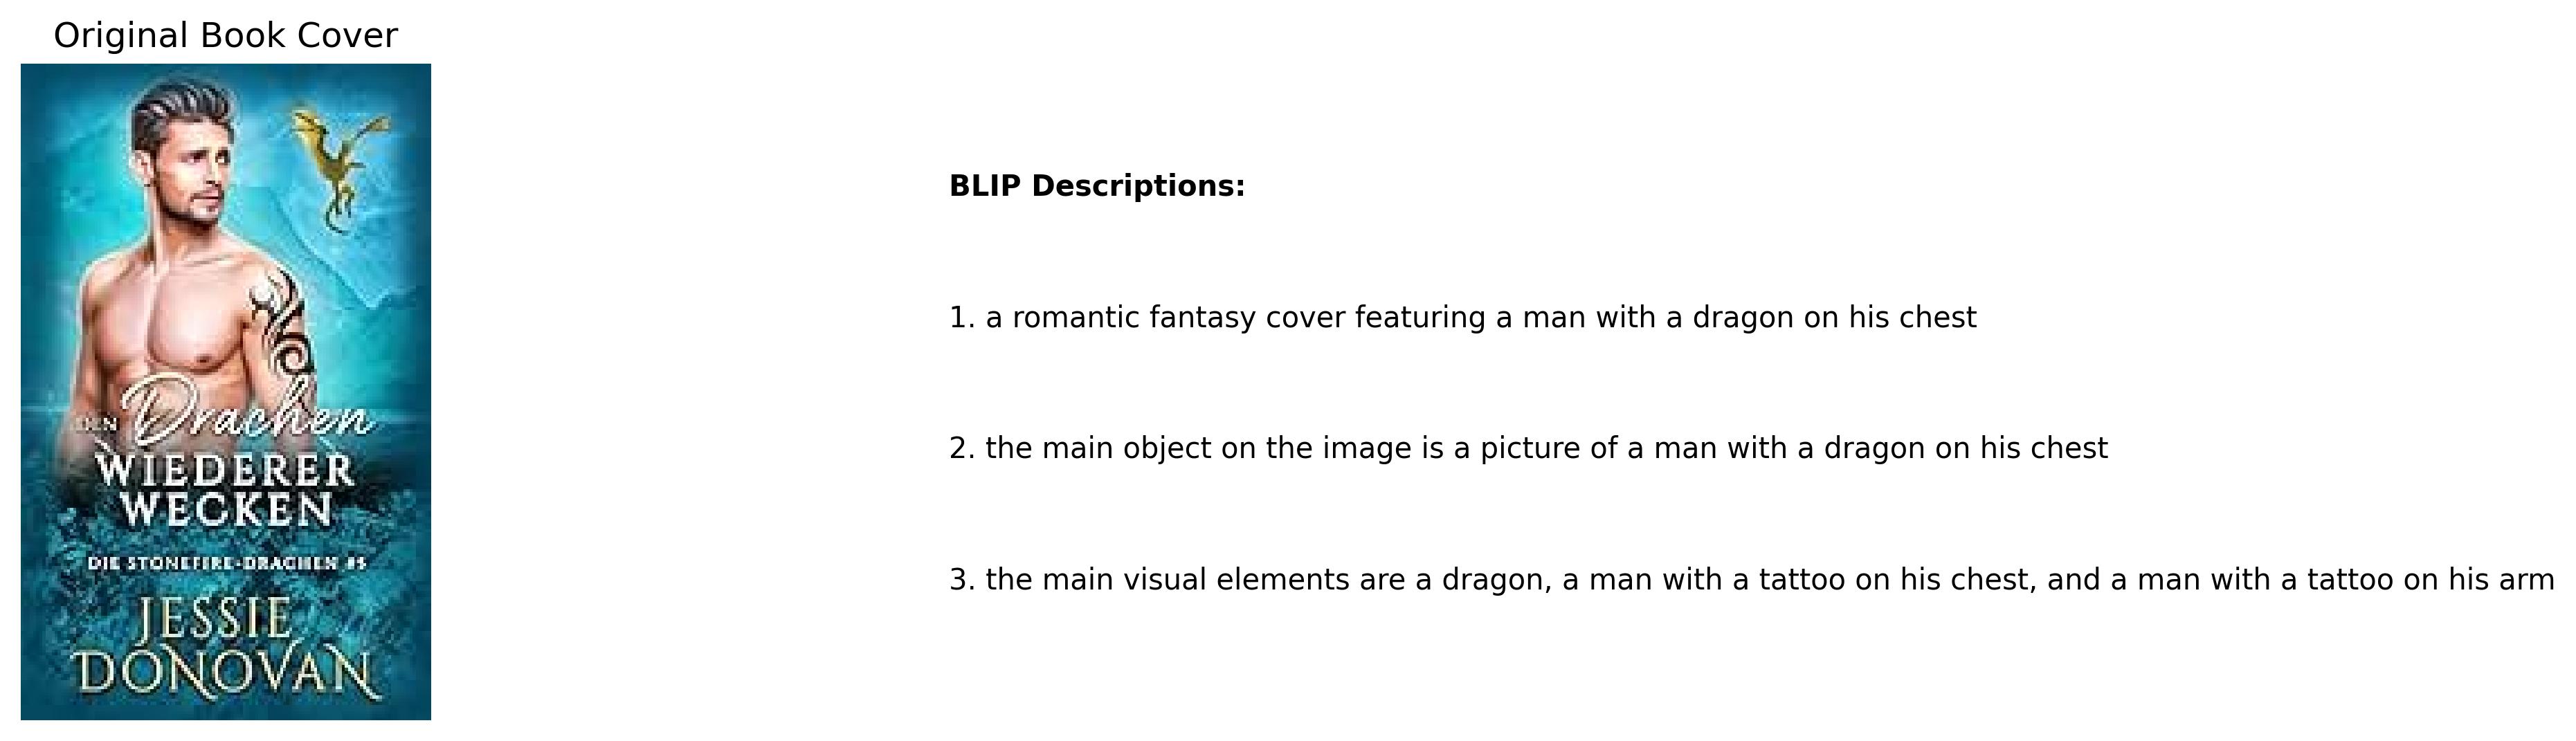 Original Book Cover
DEN Drachen
WIEDERER
WECKEN
DIE STONEFIRE-DRACHEN #5
JESSIE
DONOVAN
BLIP Descriptions:
1. a romantic fantasy cover featuring a man with a dragon on his chest
2. the main object on the image is a picture of a man with a dragon on his chest
3. the main visual elements are a dragon, a man with a tattoo on his chest, and a man with a tattoo on his arm